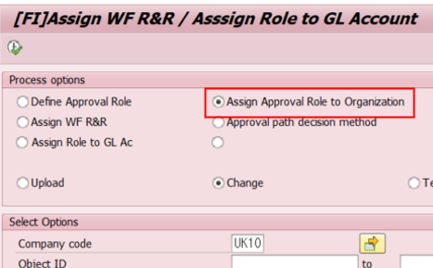 [FI]Assign WF R&R / Asssign Role to GL Account
Process options
Define Approval Role Assign Approval Role to Organization
Assign WF R&R Approval path decision method
Assign Role to GL Ac
Upload Change
Select Options
Company code UK10
Object ID to